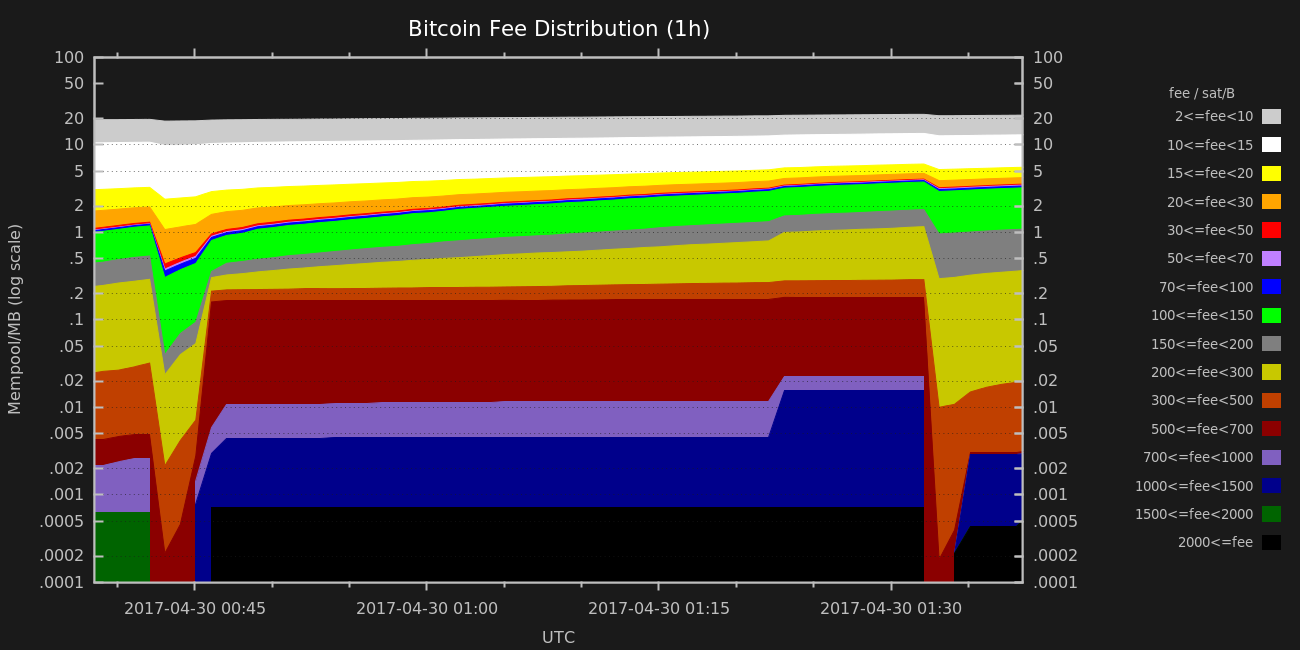 Bitcoin Fee Distribution (1h)
Mempool/MB (log scale)
100
50
20
10
5
2
1
.5
.2
.1
.05
.02
.01
.005
.002
.001
.0005
.0002
.0001
100
50
20
10
5
2
1
.5
.2
.1
.05
.02
.01
.005
.002
.001
.0005
.0002
.0001
2017-04-30 00:45
2017-04-30 01:00
2017-04-30 01:15
2017-04-30 01:30
UTC
fee / sat/B
2<=fee<10
10<=fee<15
15<=fee<20
20<=fee<30
30<=fee<50
50<=fee<70
70<=fee<100
100<=fee<150
150<=fee<200
200<=fee<300
300<=fee<500
500<=fee<700
700<=fee<1000
1000<=fee<1500
1500<=fee<2000
2000<=fee